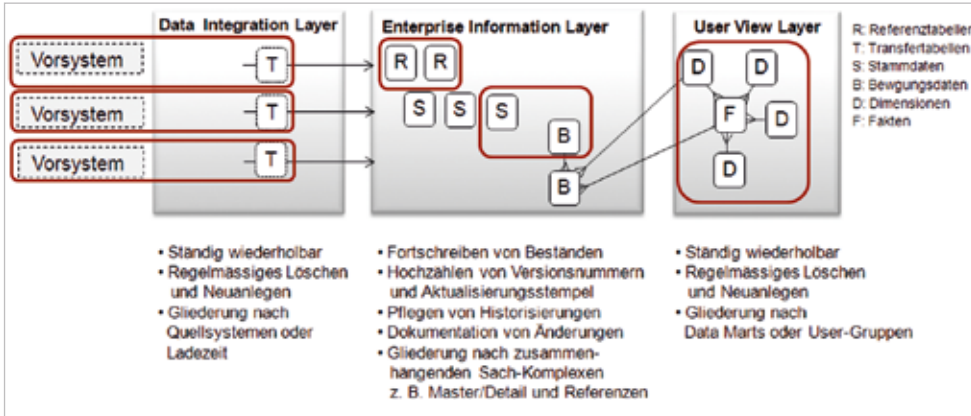 Data Integration Layer
Enterprise Information Layer
User View Layer
R: Referenztabellen
T: Transfertabellen
S: Stammdaten
B: Bewgungsdaten
D: Dimensionen
F: Fakten
Vorsystem
T
R R
D D
Vorsystem
T
S S S
F D
Vorsystem
T
B
D
B
• Ständig wiederholbar
• Regelmässiges Löschen
und Neuanlegen
• Gliederung nach
Quellsystemen oder
Ladezeit
• Fortschreiben von Beständen
• Hochzählen von Versionsnummern
und Aktualisierungsstempel
• Pflegen von Historisierungen
• Dokumentation von Änderungen
• Gliederung nach zusammen-
hangenden Sach-Komplexen
z. B. Master/Detail und Referenzen
• Ständig wiederholbar
• Regelmässiges Löschen
und Neuanlegen
• Gliederung nach
Data Marts oder User-Gruppen